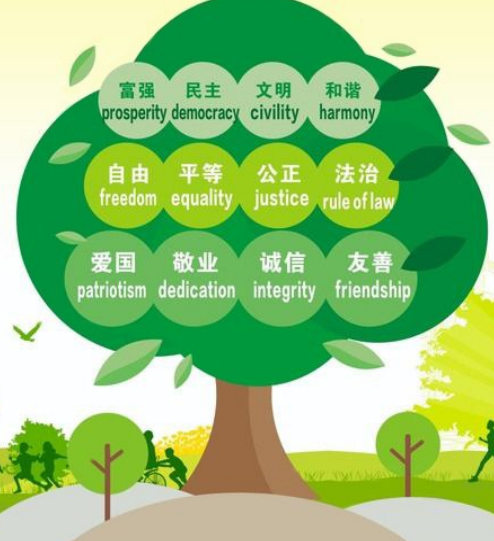 富强 民主 文明 和谐
prosperity democracy civility harmony
自由 平等 公正 法治
freedom equality justice rule of law
爱国 敬业 诚信 友善
patriotism dedication integrity friendship